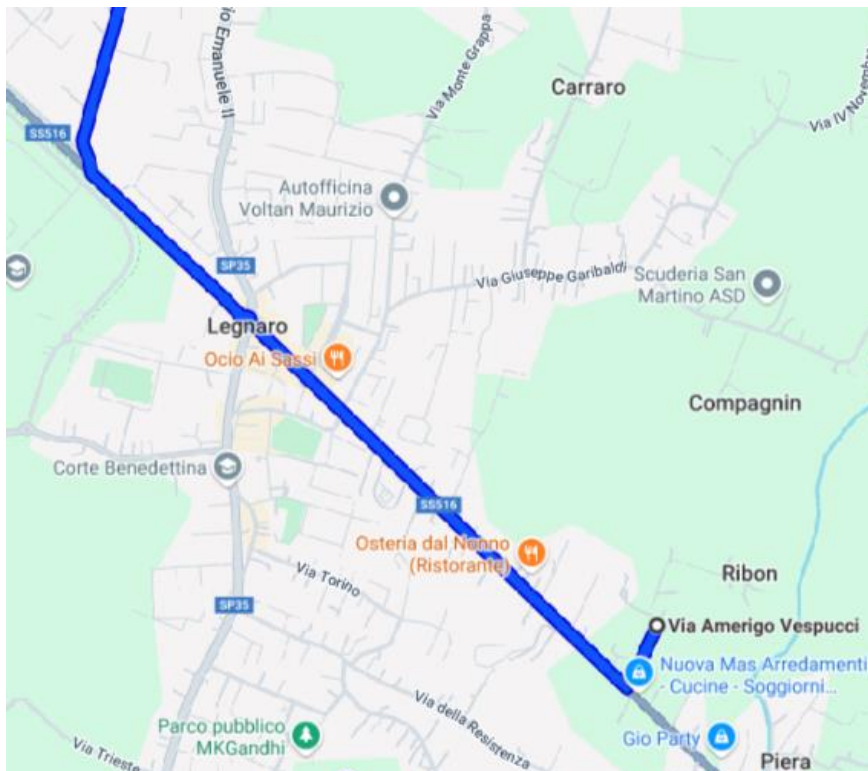 io Emanuele II
Via Monte Grappa
Carraro
Via IV Novembre
SS516
Autofficina
Voltan Maurizio
SP35
Via Giuseppe Garibaldi
Scuderia San
Martino ASD
Legnaro
Ocio Ai Sassi
Compagnin
Corte Benedettina
SS516
Osteria dal Nonno
(Ristorante)
Via Torino
Ribon
SP35
Via Amerigo Vespucci
Nuova Mas Arredamenti
- Cucine - Soggiorni...
Via della Resistenza
Parco pubblico
MKGandhi
Gio Party
Via Trieste
Piera